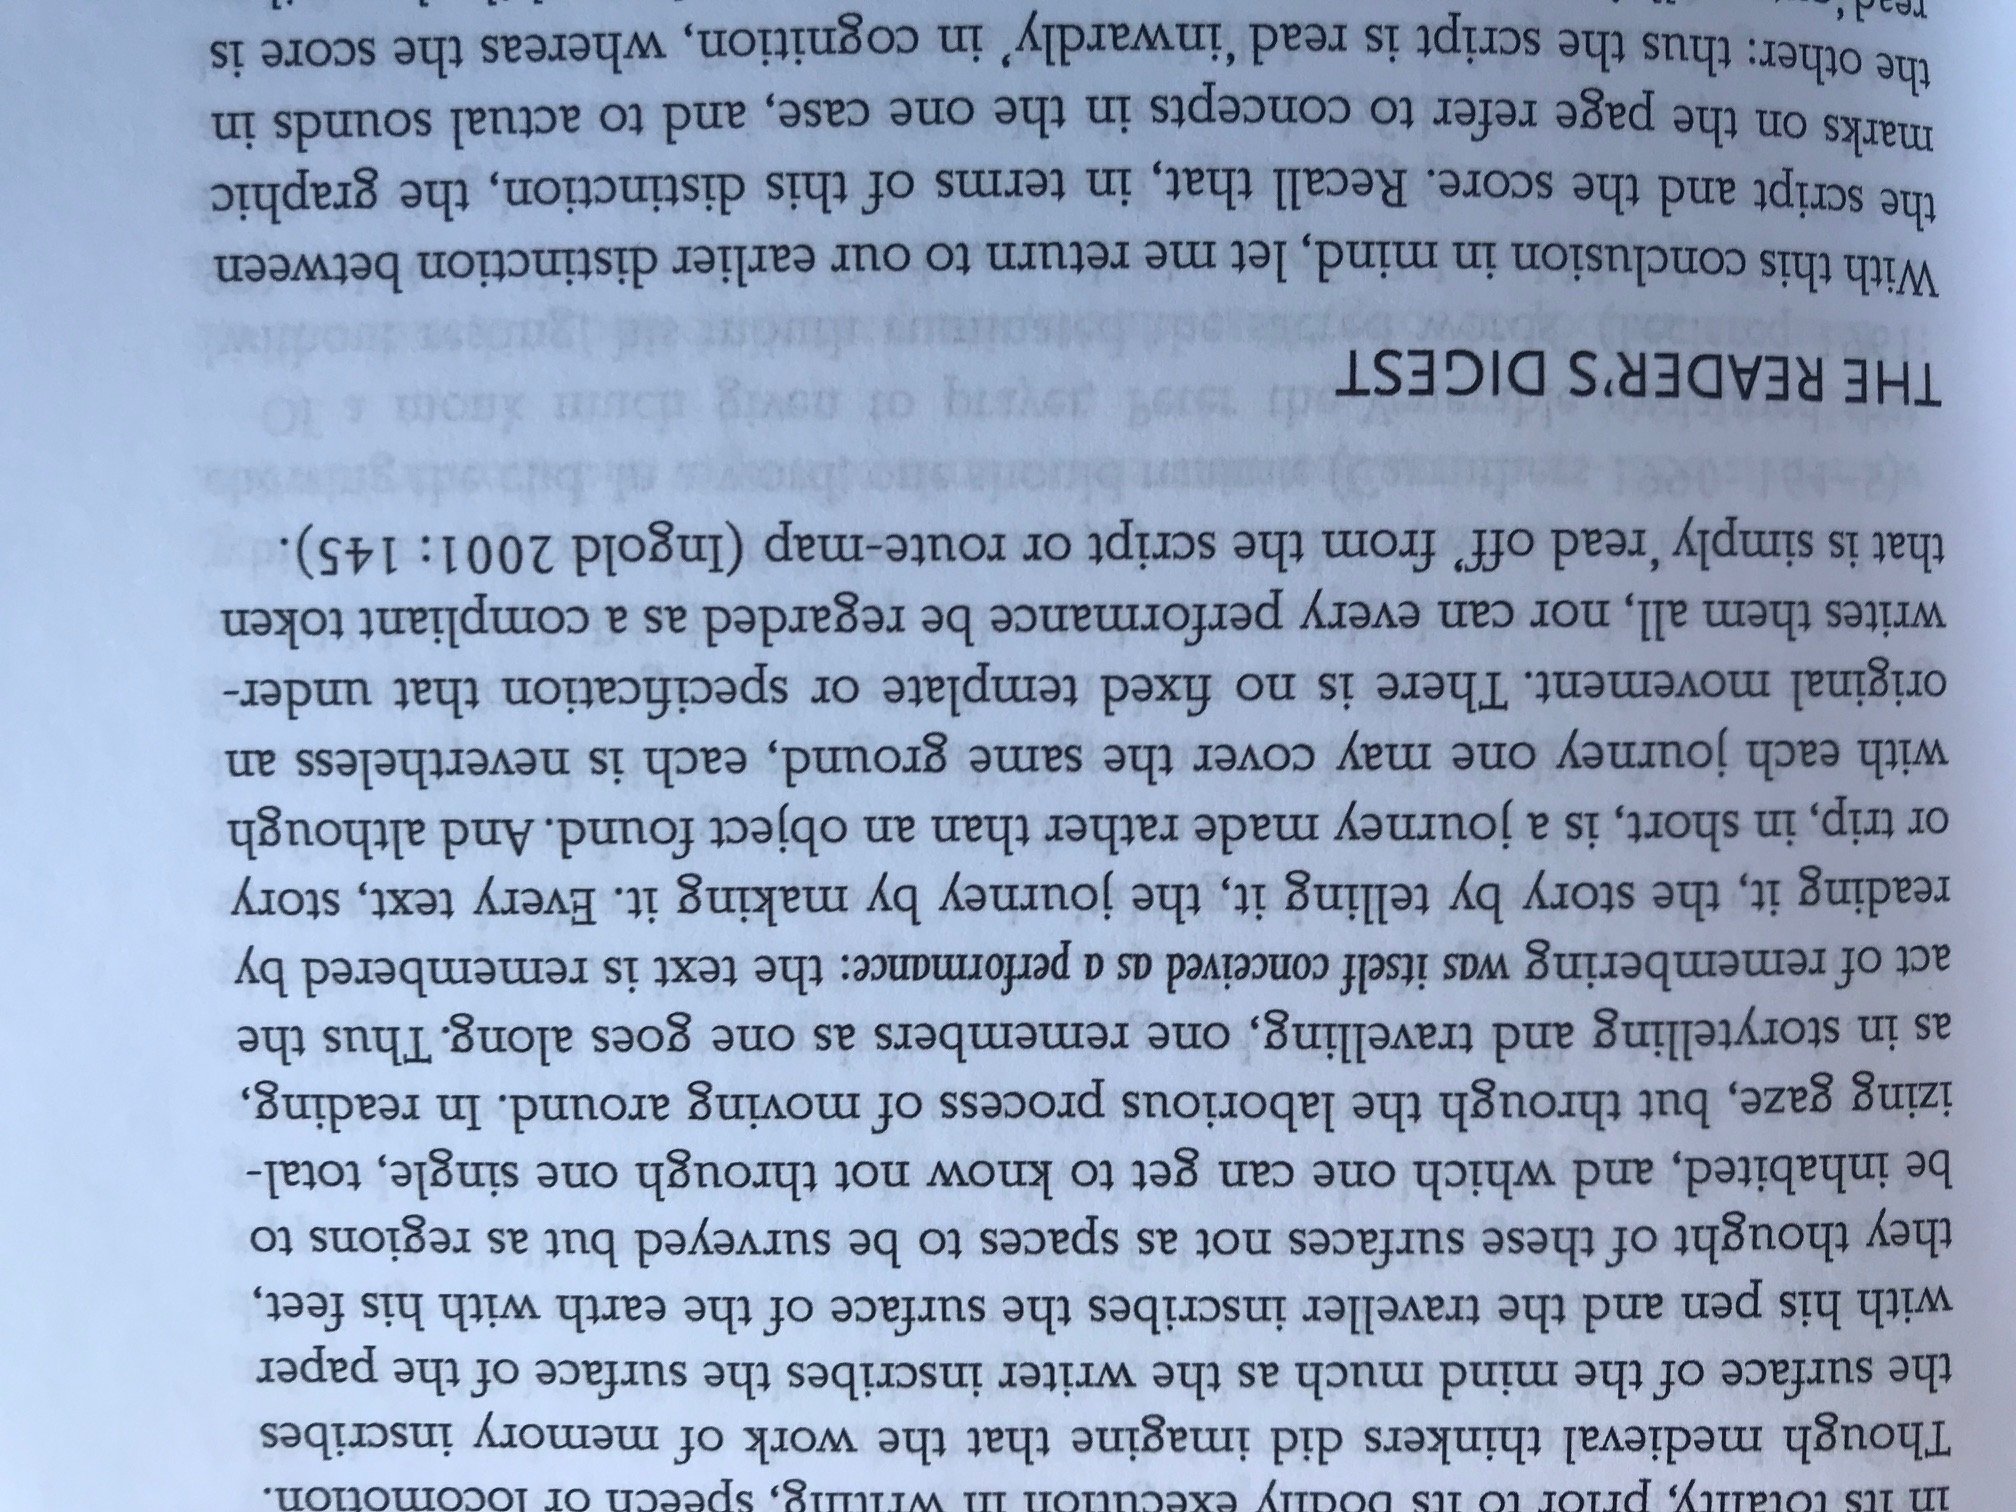 in its totality, prior to its bodily execution in writing, speech or locomotion.
Though medieval thinkers did imagine that the work of memory inscribes
the surface of the mind much as the writer inscribes the surface of the paper
with his pen and the traveller inscribes the surface of the earth with his feet,
they thought of these surfaces not as spaces to be surveyed but as regions to
be inhabited, and which one can get to know not through one single, total-
izing gaze, but through the laborious process of moving around. In reading,
as in storytelling and travelling, one remembers as one goes along. Thus the
act of remembering was itself conceived as a performance: the text is remembered by
reading it, the story by telling it, the journey by making it. Every text, story
or trip, in short, is a journey made rather than an object found. And although
with each journey one may cover the same ground, each is nevertheless an
original movement. There is no fixed template or specification that under-
writes them all, nor can every performance be regarded as a compliant token
that is simply ‘read off’ from the script or route-map (Ingold 2001: 145).
THE READER’S DIGEST
With this conclusion in mind, let me return to our earlier distinction between
the script and the score. Recall that, in terms of this distinction, the graphic
marks on the page refer to concepts in the one case, and to actual sounds in
the other: thus the script is read ‘inwardly’ in cognition, whereas the score is
read